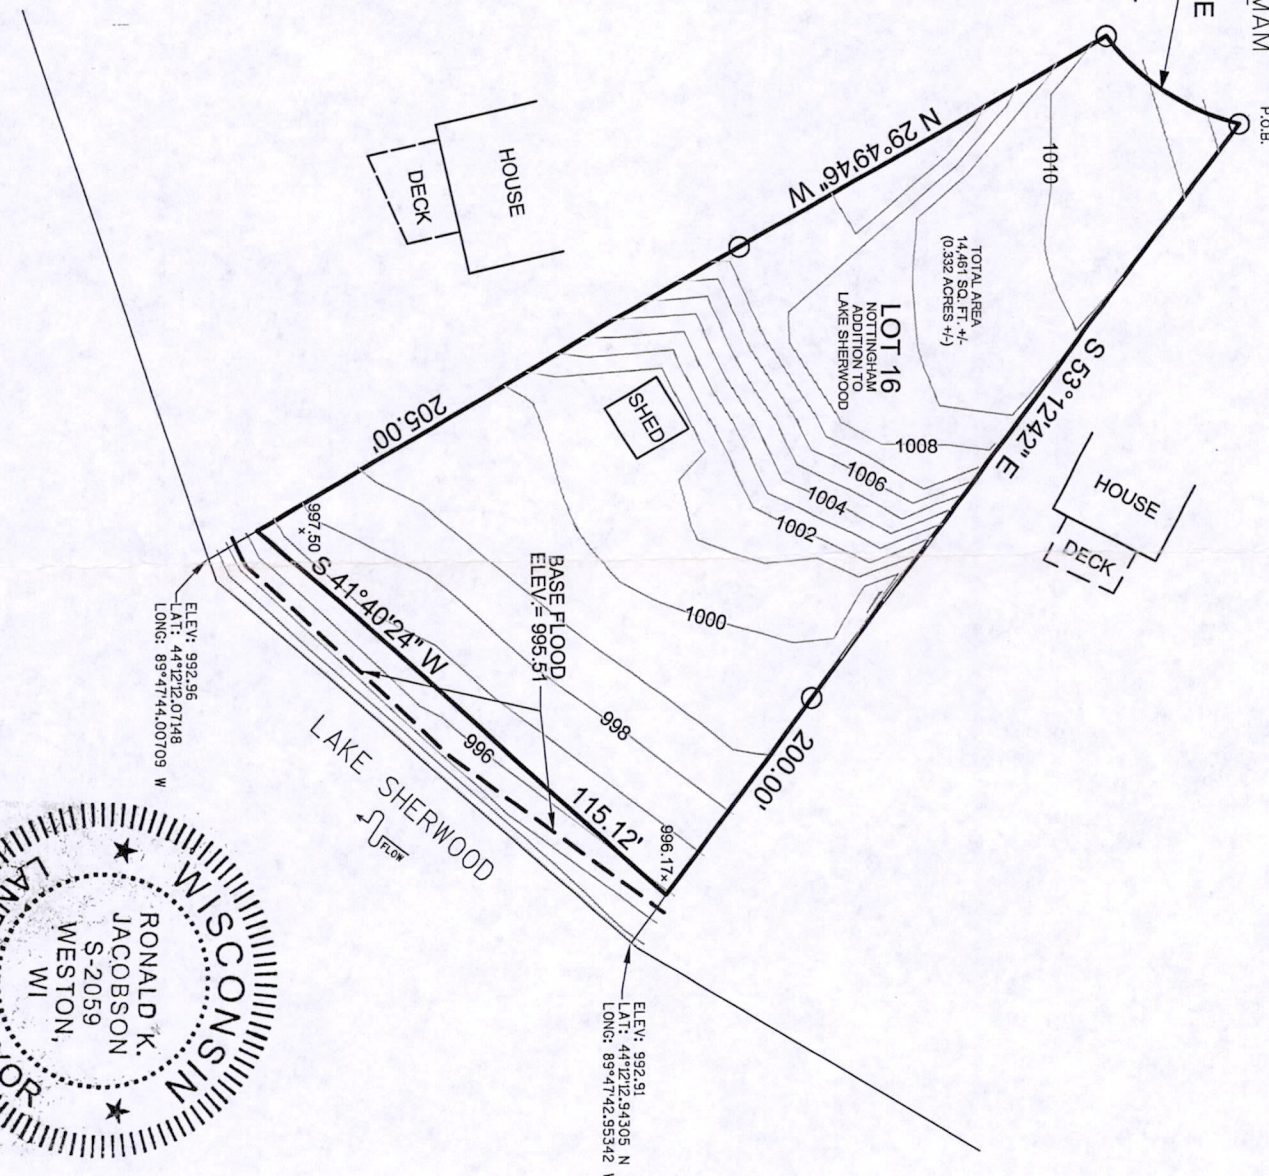 MAM
E
P.O.B.
N 29°49'46" W
1010
HOUSE
DECK
TOTAL AREA
14,461 SQ. FT. +/-
(0.332 ACRES +/-)
LOT 16
NOTTINGHAM
ADDITION TO
LAKE SHERWOOD
S 53°12'42" E
SHED
205.00'
1008
1006
1004
1002
HOUSE
DECK
1000
997.50
S 41°40'24" W
BASE FLOOD
ELEV.= 995.51
998
996
200.00'
115.12'
996.17
ELEV: 992.96
LAT: 44°12'12.07148
LONG: 89°47'44.00709 W
LAKE SHERWOOD
FLOW
ELEV: 992.91
LAT: 44°12'12.94305 N
LONG: 89°47'42.95342
WISCONSIN
RONALD K.
JACOBSON
S-2059
WESTON,
WI